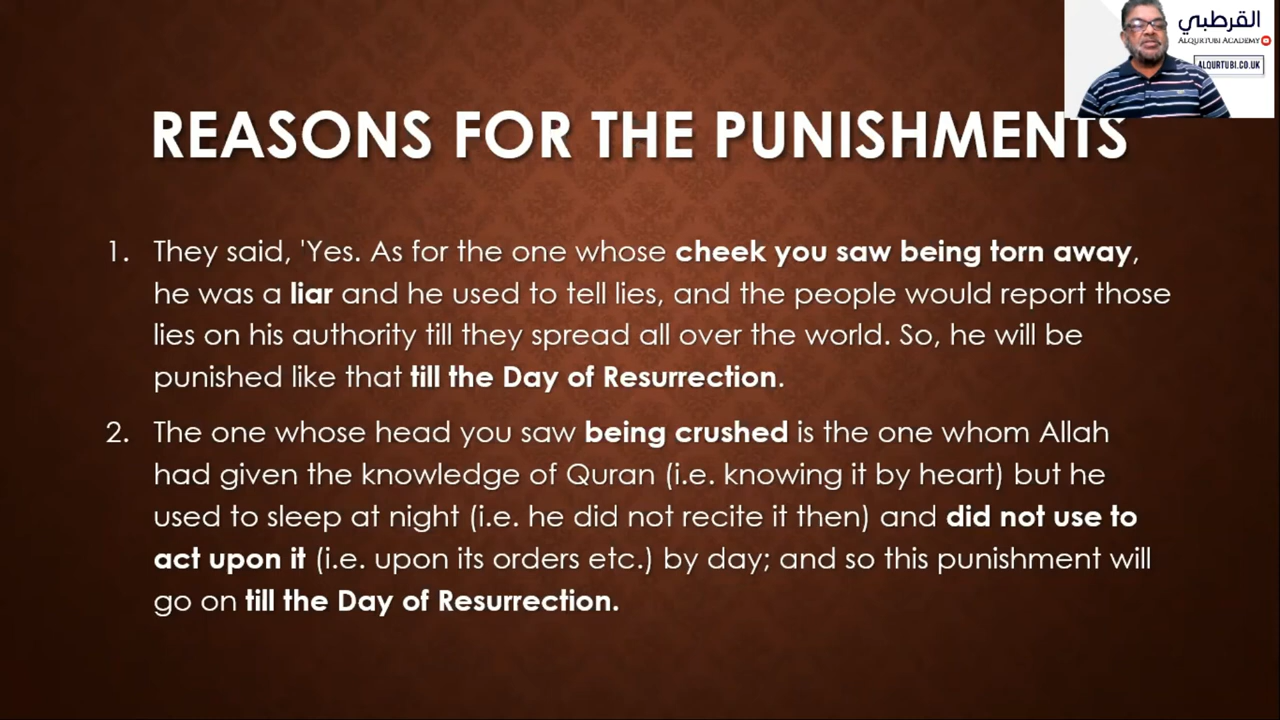 القرطبي
ALQURTUBI ACADEMY
ALQURTUBI.CO.UK
REASONS FOR THE PUNISHMENTS
1. They said, 'Yes. As for the one whose cheek you saw being torn away,
he was a liar and he used to tell lies, and the people would report those
lies on his authority till they spread all over the world. So, he will be
punished like that till the Day of Resurrection.
2. The one whose head you saw being crushed is the one whom Allah
had given the knowledge of Quran (i.e. knowing it by heart) but he
used to sleep at night (i.e. he did not recite it then) and did not use to
act upon it (i.e. upon its orders etc.) by day; and so this punishment will
go on till the Day of Resurrection.